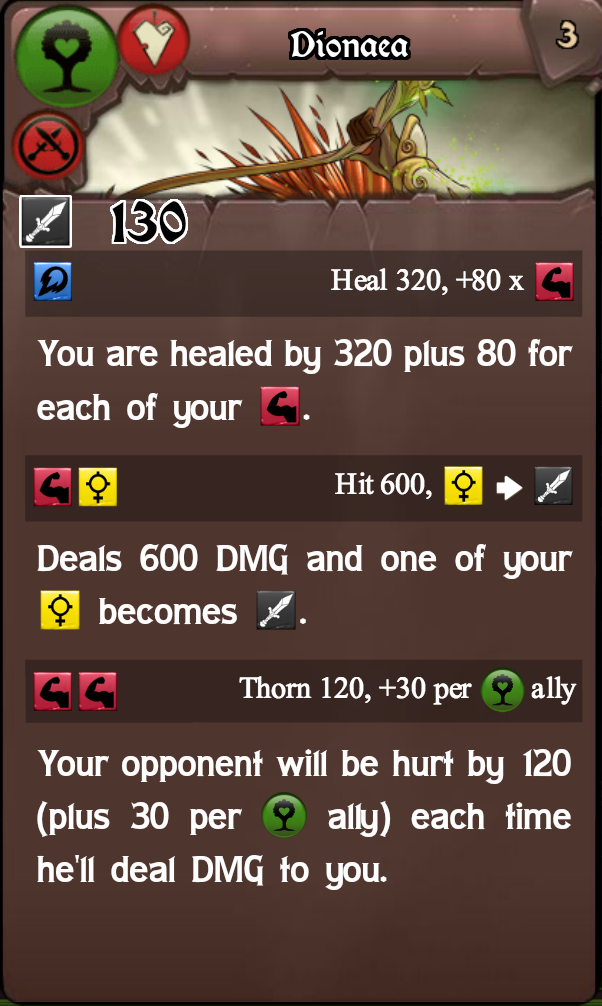 Dionaea
3
130
Heal 320, +80 x
You are healed by 320 plus 80 for
each of your .
Hit 600,
Deals 600 DMG and one of your
becomes .
Thorn 120, +30 per ally
Your opponent will be hurt by 120
(plus 30 per ally) each time
he'll deal DMG to you.